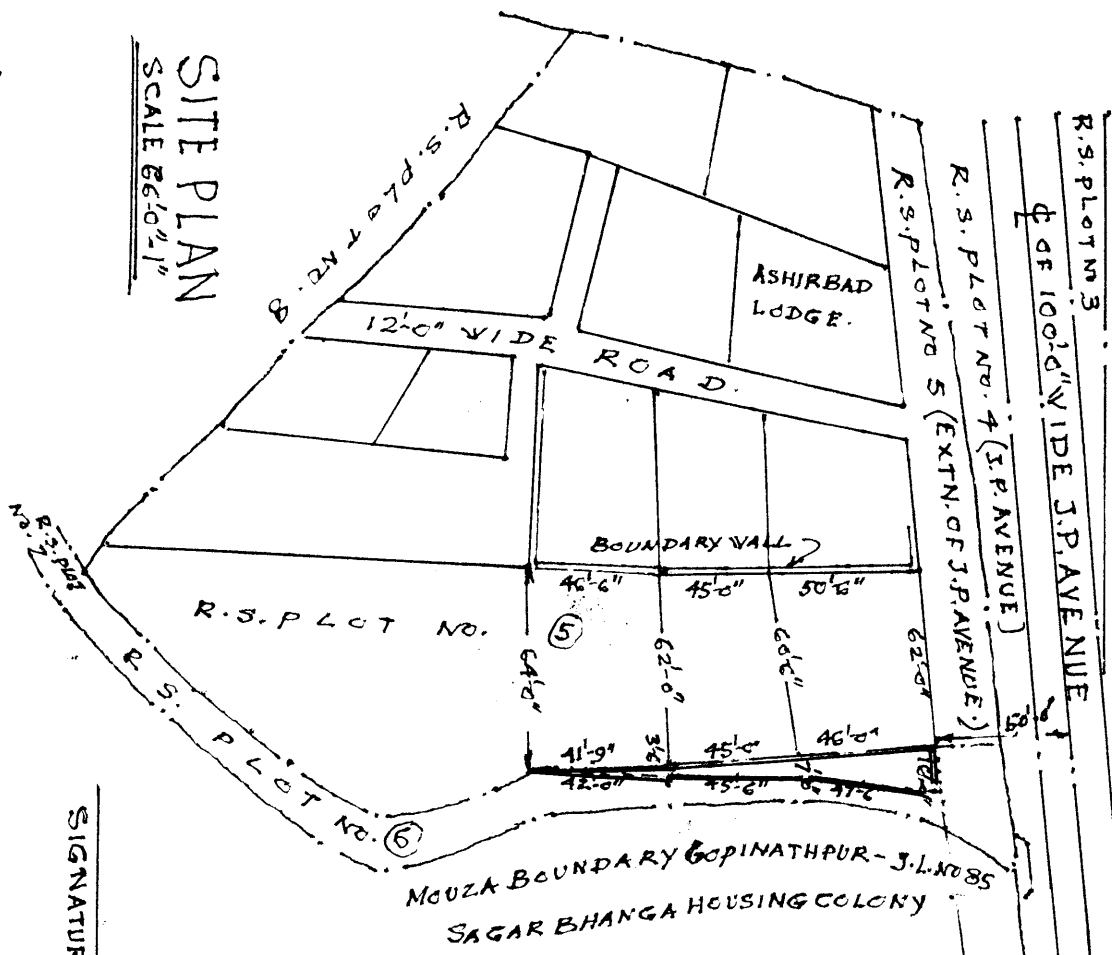 SITE PLAN
SCALE 66'-0"-1"
R.S. PLOT N 3
℄ OF 100'-0" WIDE J.P. AVENUE
R. S. PLOT NO. 4 (J.P. AVENUE)
R.S. PLOT NO 5 (EXTN. OF J.P. AVENUE.)
R.S. PLOT NO. 8
ASHIRBAD
LODGE.
12'-0" WIDE ROAD.
BOUNDARY WALL
46'-6" 45'-0" 50'-6"
R.S. PLOT NO. 5
64'-0" 62'-0" 60'-6" 62'-0"
50'-0"
41'-9" 45'-0" 46'-0"
42'-0" 45'-6" 47'-6
R.S. PLOT
NO. 7
R S. PLOT NO. 6
MOUZA BOUNDARY GOPINATHPUR - J.L. NO 85
SAGAR BHANGA HOUSING COLONY
SIGNATUR